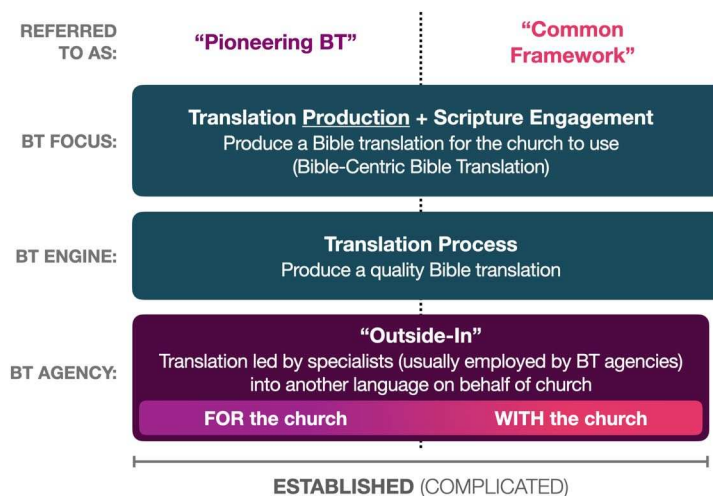 REFERRED
TO AS:
“Pioneering BT”
“Common
Framework”
BT FOCUS:
Translation Production + Scripture Engagement
Produce a Bible translation for the church to use
(Bible-Centric Bible Translation)
BT ENGINE:
Translation Process
Produce a quality Bible translation
BT AGENCY:
“Outside-In”
Translation led by specialists (usually employed by BT agencies)
into another language on behalf of church
FOR the church
WITH the church
ESTABLISHED (COMPLICATED)